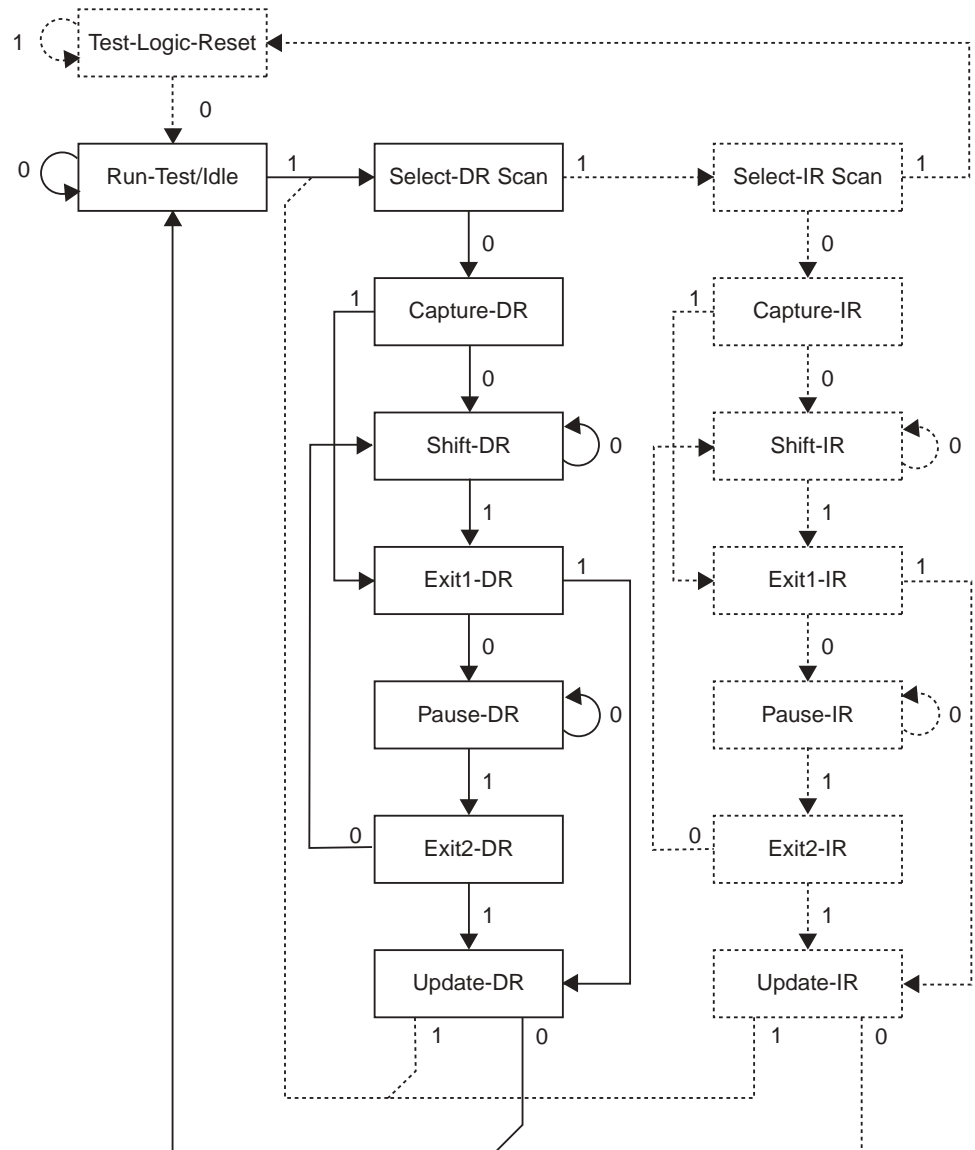 1
Test-Logic-Reset
0
0
Run-Test/Idle
1
Select-DR Scan
1
Select-IR Scan
1
0
0
1
Capture-DR
1
Capture-IR
0
0
Shift-DR
0
Shift-IR
0
1
1
Exit1-DR
1
Exit1-IR
1
0
0
Pause-DR
0
Pause-IR
0
1
1
0
Exit2-DR
0
Exit2-IR
1
1
Update-DR
Update-IR
1
0
1
0